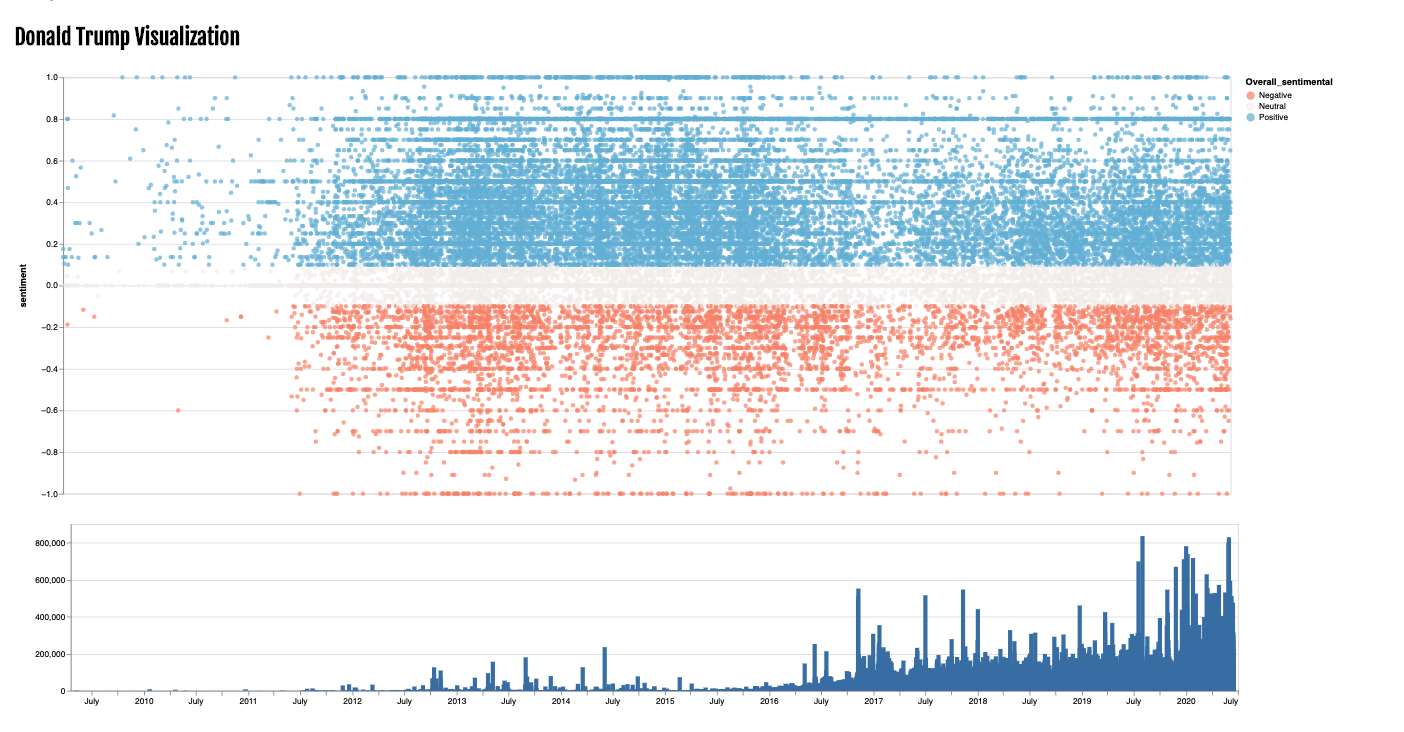 Donald Trump Visualization
1.0
0.8
0.6
0.4
0.2
0.0
−0.2
−0.4
−0.6
−0.8
−1.0
sentiment
Overall_sentimental
Negative
Neutral
Positive
800,000
600,000
400,000
200,000
0
July 2010 July 2011 July 2012 July 2013 July 2014 July 2015 July 2016 July 2017 July 2018 July 2019 July 2020 July